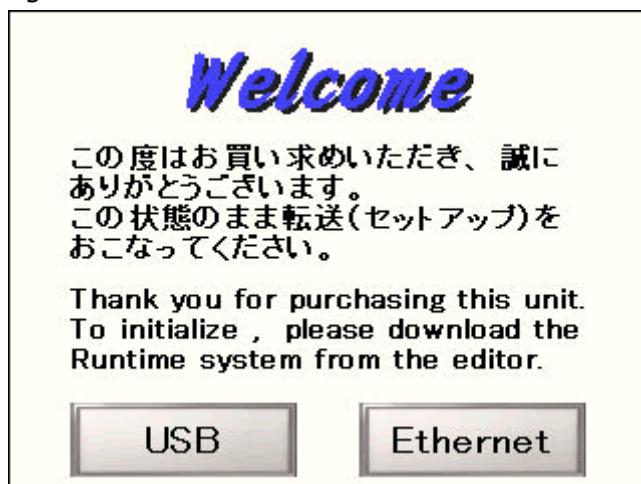 Welcome
この度はお買い求めいただき、誠に
ありがとうございます。
この状態のまま転送(セットアップ)を
おこなってください。
Thank you for purchasing this unit.
To initialize , please download the
Runtime system from the editor.
USB
Ethernet